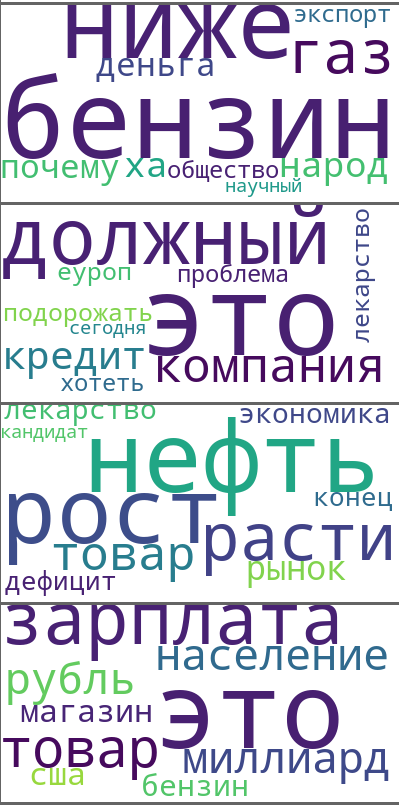 ниже
экспорт
газ
деньга
бензин
почему
ха
общество
народ
научный
должный
лекарство
еуроп
проблема
подорожать
это
сегодня
кредит
компания
хотеть
лекарство
экономика
кандидат
нефть
рост
конец
расти
товар
рынок
дефицит
зарплата
население
рубль
это
магазин
товар
миллиард
сша
бензин